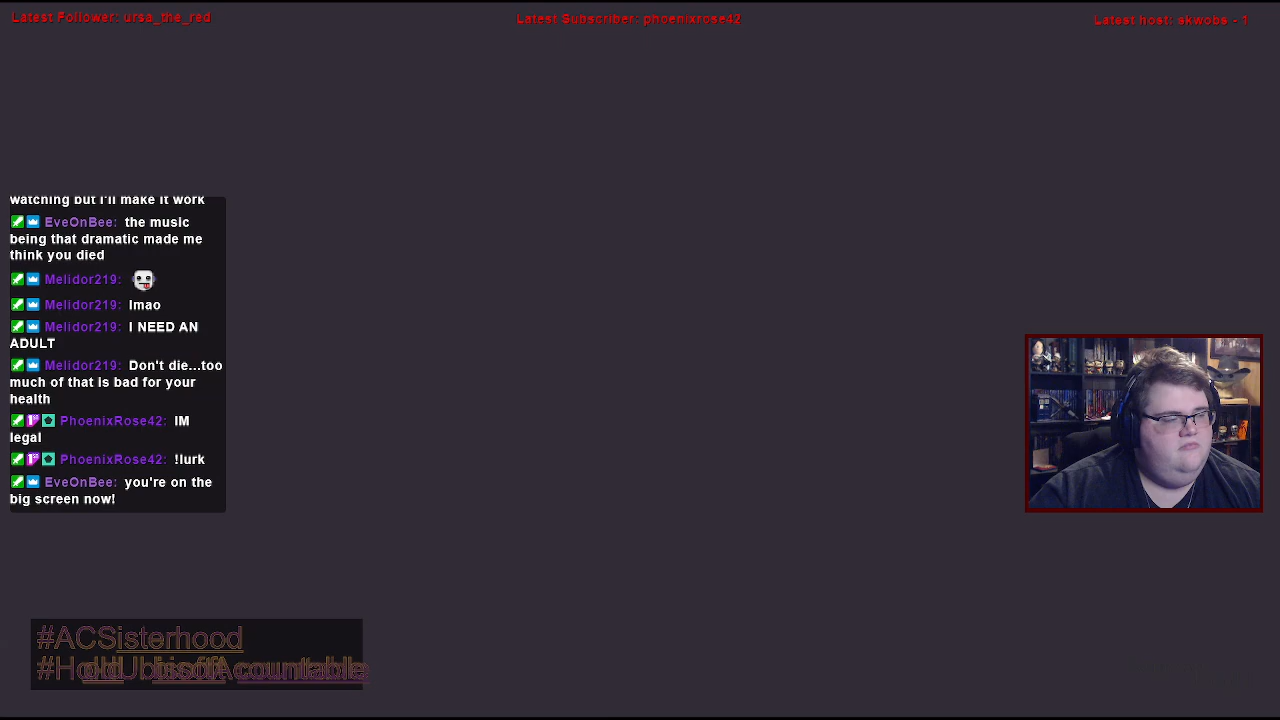 Latest Follower: ursa_the_red
Latest Subscriber: phoenixrose42
Latest host: skwobs - 1
watching but I'll make it work
EveOnBee: the music
being that dramatic made me
think you died
Melidor219:
Melidor219: lmao
Melidor219: I NEED AN
ADULT
Melidor219: Don't die...too
much of that is bad for your
health
PhoenixRose42: IM
legal
PhoenixRose42: !lurk
EveOnBee: you're on the
big screen now!
#ACSisterhood